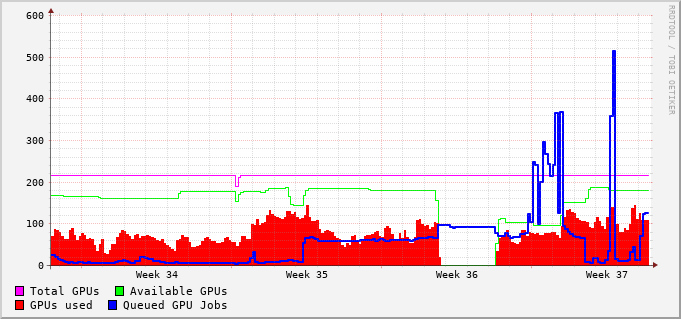 600
500
400
300
200
100
0
Week 34 Week 35 Week 36 Week 37
Total GPUs Available GPUs
GPUs used Queued GPU Jobs
RRDTOOL / TOBI OETIKER